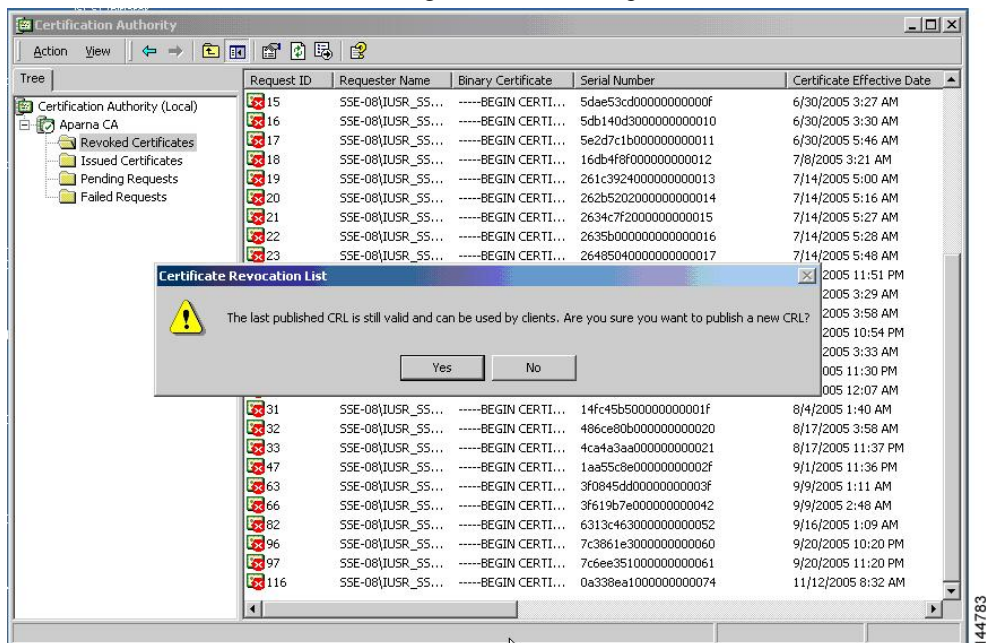 Certification Authority
Action View
Tree
Request ID Requester Name Binary Certificate Serial Number Certificate Effective Date
Certification Authority (Local)
Aparna CA
Revoked Certificates
Issued Certificates
Pending Requests
Failed Requests
15 SSE-08\IUSR_SS... -----BEGIN CERTI... 5dae53cd00000000000f 6/30/2005 3:27 AM
16 SSE-08\IUSR_SS... -----BEGIN CERTI... 5db140d3000000000010 6/30/2005 3:30 AM
17 SSE-08\IUSR_SS... -----BEGIN CERTI... 5e2d7c1b000000000011 6/30/2005 5:46 AM
18 SSE-08\IUSR_SS... -----BEGIN CERTI... 16db4f8f000000000012 7/8/2005 3:21 AM
19 SSE-08\IUSR_SS... -----BEGIN CERTI... 261c3924000000000013 7/14/2005 5:00 AM
20 SSE-08\IUSR_SS... -----BEGIN CERTI... 262b5202000000000014 7/14/2005 5:16 AM
21 SSE-08\IUSR_SS... -----BEGIN CERTI... 2634c7f2000000000015 7/14/2005 5:27 AM
22 SSE-08\IUSR_SS... -----BEGIN CERTI... 2635b000000000000016 7/14/2005 5:28 AM
23 SSE-08\IUSR_SS... -----BEGIN CERTI... 26485040000000000017 7/14/2005 5:48 AM
2005 11:51 PM
2005 3:29 AM
2005 3:58 AM
2005 10:54 PM
2005 3:33 AM
005 11:30 PM
005 12:07 AM
Certificate Revocation List
The last published CRL is still valid and can be used by clients. Are you sure you want to publish a new CRL?
Yes No
31 SSE-08\IUSR_SS... -----BEGIN CERTI... 14fc45b500000000001f 8/4/2005 1:40 AM
32 SSE-08\IUSR_SS... -----BEGIN CERTI... 486ce80b000000000020 8/17/2005 3:58 AM
33 SSE-08\IUSR_SS... -----BEGIN CERTI... 4ca4a3aa000000000021 8/17/2005 11:37 PM
47 SSE-08\IUSR_SS... -----BEGIN CERTI... 1aa55c8e00000000002f 9/1/2005 11:36 PM
63 SSE-08\IUSR_SS... -----BEGIN CERTI... 3f0845dd00000000003f 9/9/2005 1:11 AM
66 SSE-08\IUSR_SS... -----BEGIN CERTI... 3f619b7e000000000042 9/9/2005 2:48 AM
82 SSE-08\IUSR_SS... -----BEGIN CERTI... 6313c463000000000052 9/16/2005 1:09 AM
96 SSE-08\IUSR_SS... -----BEGIN CERTI... 7c3861e3000000000060 9/20/2005 10:20 PM
97 SSE-08\IUSR_SS... -----BEGIN CERTI... 7c6ee351000000000061 9/20/2005 11:20 PM
116 SSE-08\IUSR_SS... -----BEGIN CERTI... 0a338ea1000000000074 11/12/2005 8:32 AM
144783